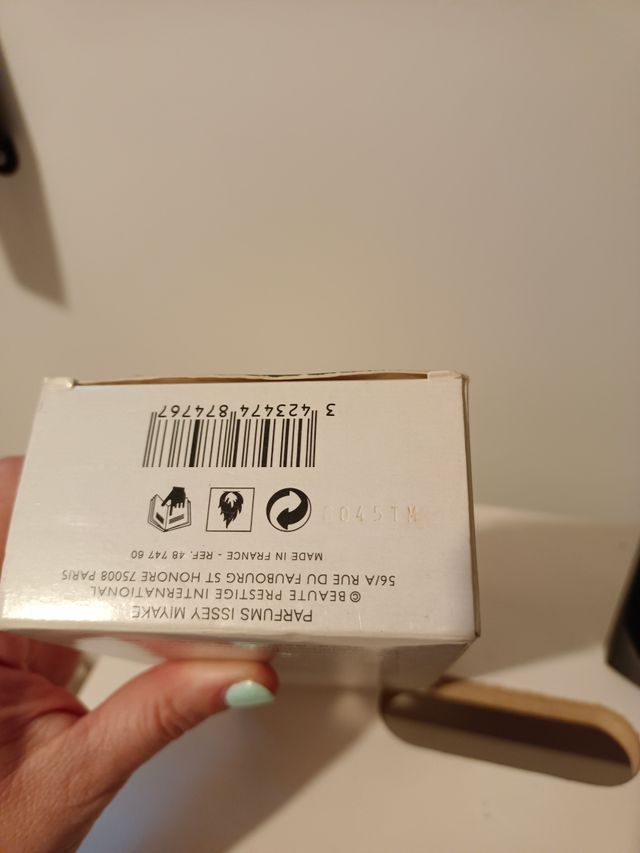 PARFUMS ISSEY MIYAKE
©BEAUTE PRESTIGE INTERNATIONAL
56/A RUE DU FAUBOURG ST HONORE 75008 PARIS
MADE IN FRANCE - REF. 48 747 60
3 423474 874767